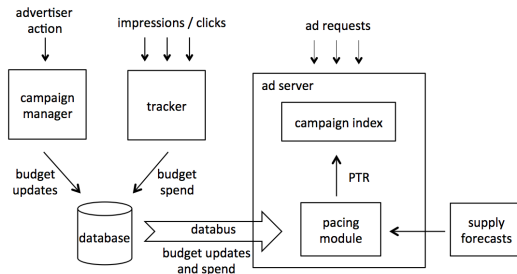 advertiser
action
impressions / clicks
ad requests
ad server
campaign
manager
tracker
campaign index
budget
updates
budget
spend
PTR
database
databus
budget updates
and spend
pacing
module
supply
forecasts